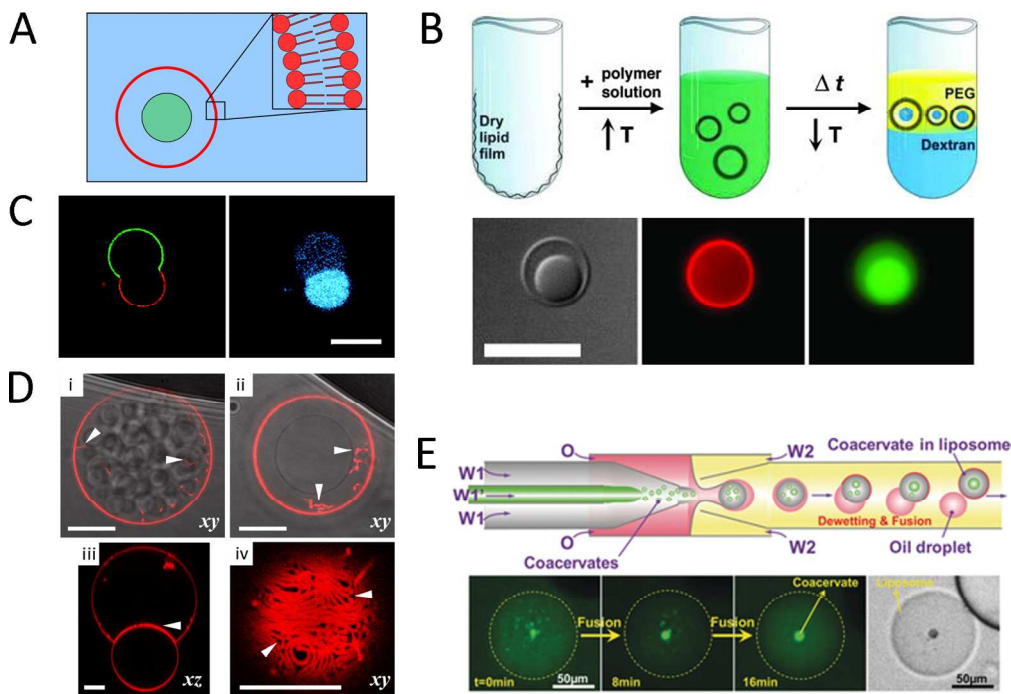 A
B
+ polymer
solution
↑ T
Δ t
↓ T
Dry
lipid
film
PEG
Dextran
C
D
i
ii
xy
xy
iii
iv
xz
xy
E
O
W2
Coacervate in liposome
W1
W1'
W1
Dewetting & Fusion
O
W2
Coacervates
Oil droplet
Coacervate
Liposome
Fusion
Fusion
t=0min
50µm
8min
16min
50µm